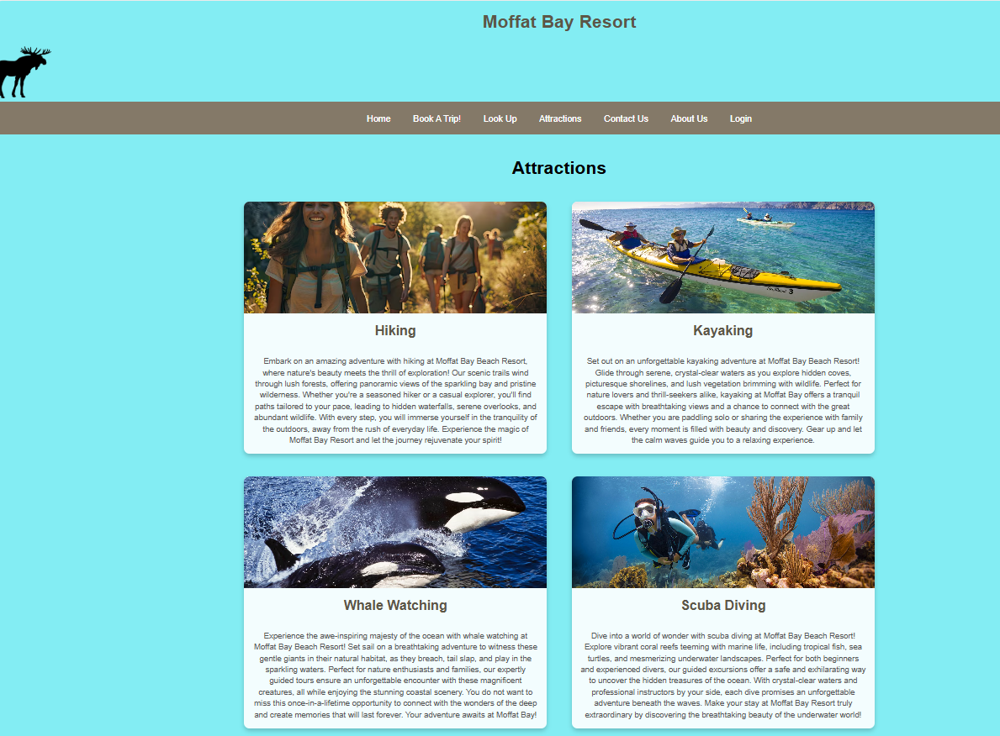 Moffat Bay Resort
Home Book A Trip! Look Up Attractions Contact Us About Us Login
Attractions
Hiking
Embark on an amazing adventure with hiking at Moffat Bay Beach Resort,
where nature's beauty meets the thrill of exploration! Our scenic trails wind
through lush forests, offering panoramic views of the sparkling bay and pristine
wilderness. Whether you're a seasoned hiker or a casual explorer, you'll find
paths tailored to your pace, leading to hidden waterfalls, serene overlooks, and
abundant wildlife. With every step, you will immerse yourself in the tranquility of
the outdoors, away from the rush of everyday life. Experience the magic of
Moffat Bay Resort and let the journey rejuvenate your spirit!
3
Kayaking
Set out on an unforgettable kayaking adventure at Moffat Bay Beach Resort!
Glide through serene, crystal-clear waters as you explore hidden coves,
picturesque shorelines, and lush vegetation brimming with wildlife. Perfect for
nature lovers and thrill-seekers alike, kayaking at Moffat Bay offers a tranquil
escape with breathtaking views and a chance to connect with the great
outdoors. Whether you are paddling solo or sharing the experience with family
and friends, every moment is filled with beauty and discovery. Gear up and let
the calm waves guide you to a relaxing experience.
Whale Watching
Experience the awe-inspiring majesty of the ocean with whale watching at
Moffat Bay Beach Resort! Set sail on a breathtaking adventure to witness these
gentle giants in their natural habitat, as they breach, tail slap, and play in the
sparkling waters. Perfect for nature enthusiasts and families, our expertly
guided tours ensure an unforgettable encounter with these magnificent
creatures, all while enjoying the stunning coastal scenery. You do not want to
miss this once-in-a-lifetime opportunity to connect with the wonders of the deep
and create memories that will last forever. Your adventure awaits at Moffat Bay!
Scuba Diving
Dive into a world of wonder with scuba diving at Moffat Bay Beach Resort!
Explore vibrant coral reefs teeming with marine life, including tropical fish, sea
turtles, and mesmerizing underwater landscapes. Perfect for both beginners
and experienced divers, our guided excursions offer a safe and exhilarating way
to uncover the hidden treasures of the ocean. With crystal-clear waters and
professional instructors by your side, each dive promises an unforgettable
adventure beneath the waves. Make your stay at Moffat Bay Resort truly
extraordinary by discovering the breathtaking beauty of the underwater world!